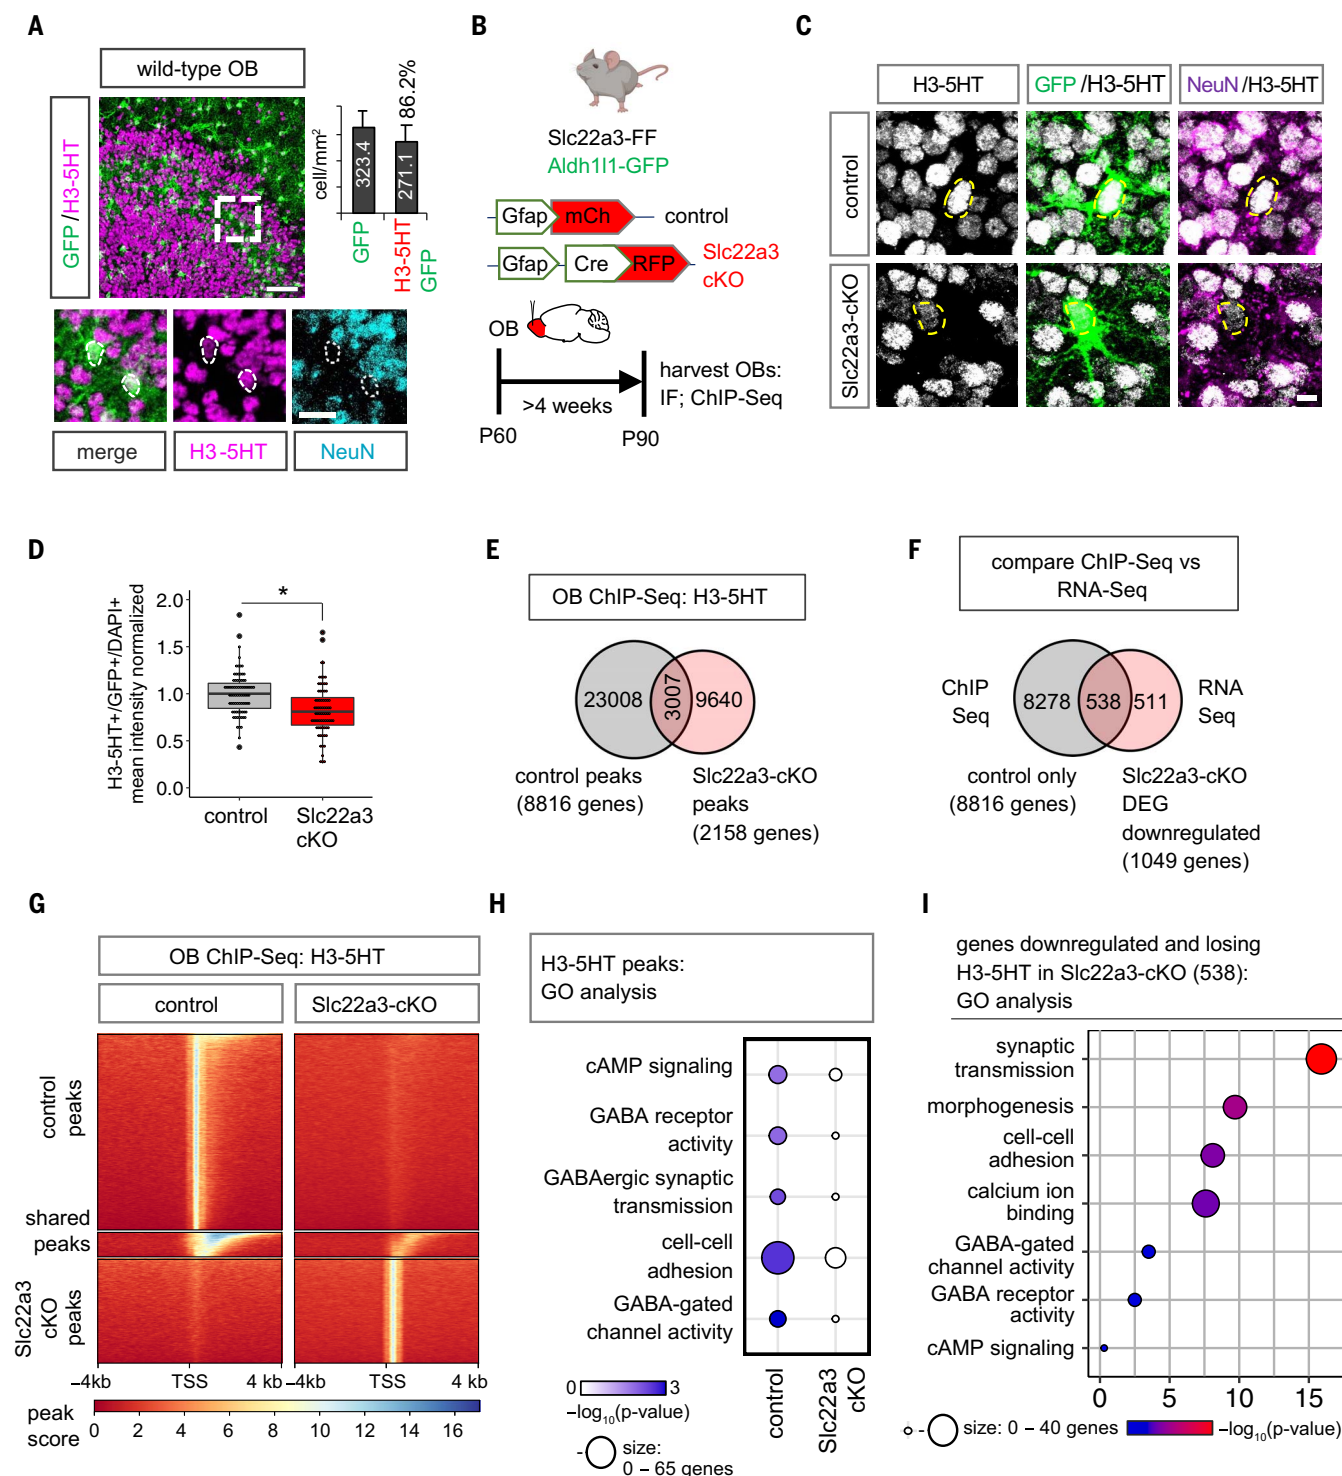 A
wild-type OB
GFP/H3-5HT
cell/mm²
323.4
271.1
86.2%
GFP
H3-5HT
GFP
merge
H3-5HT
NeuN
B
Slc22a3-FF
Aldh1l1-GFP
Gfap mCh control
Gfap Cre RFP Slc22a3
cKO
OB
>4 weeks
harvest OBs:
IF; ChIP-Seq
P60
P90
C
H3-5HT
GFP/H3-5HT
NeuN/H3-5HT
control
Slc22a3-cKO
D
H3-5HT+/GFP+/DAPI+
mean intensity normalized
2.0
1.5
1.0
0.5
0.0
*
control
Slc22a3
cKO
E
OB ChIP-Seq: H3-5HT
23008
3007
9640
control peaks
(8816 genes)
Slc22a3-cKO
peaks
(2158 genes)
F
compare ChIP-Seq vs
RNA-Seq
ChIP
Seq
8278
538
511
RNA
Seq
control only
(8816 genes)
Slc22a3-cKO
DEG
downregulated
(1049 genes)
G
OB ChIP-Seq: H3-5HT
control
Slc22a3-cKO
control
peaks
shared
peaks
Slc22a3
cKO
peaks
−4kb TSS 4 kb
−4kb TSS 4 kb
peak
score
0 2 4 6 8 10 12 14 16
H
H3-5HT peaks:
GO analysis
cAMP signaling
GABA receptor
activity
GABAergic synaptic
transmission
cell-cell
adhesion
GABA-gated
channel activity
control
Slc22a3
cKO
0 3
−log10(p-value)
size:
0 – 65 genes
I
genes downregulated and losing
H3-5HT in Slc22a3-cKO (538):
GO analysis
synaptic
transmission
morphogenesis
cell-cell
adhesion
calcium ion
binding
GABA-gated
channel activity
GABA receptor
activity
cAMP signaling
0 5 10 15
size: 0 – 40 genes
−log10(p-value)